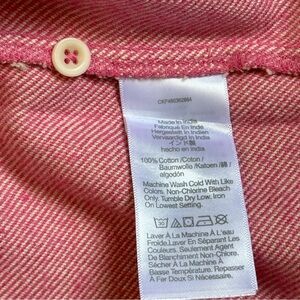 Made In India
Fabriqué En Inde
Hergestellt In Indien
Vervaardigd In India
インド製
hecho en India
100% Cotton /Coton /
Baumwolle /Katoen /綿 /
algodón
Machine Wash Cold With Like
Colors. Non-Chlorine Bleach
Only. Tumble Dry Low, Iron
On Lowest Setting.
Laver À La Machine À L'eau
Froide.Laver En Séparant Les
Couleurs. Seulement Agent
De Blanchiment Non-Chlore.
Sécher À La Machine À
Basse Température. Repasser
À Fer Doux Si Nécessaire.